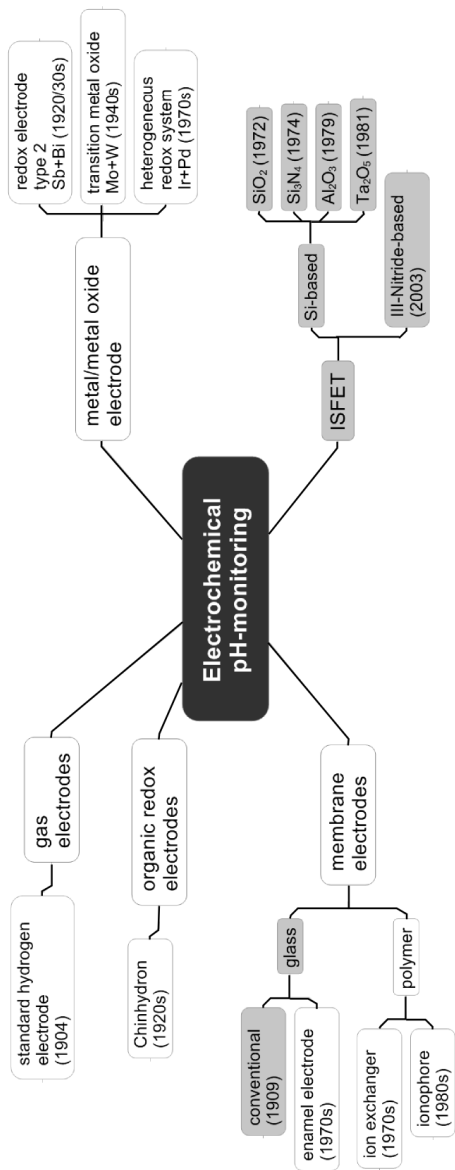 Electrochemical
pH-monitoring
gas
electrodes
standard hydrogen
electrode
(1904)
organic redox
electrodes
Chinhydron
(1920s)
membrane
electrodes
glass
conventional
(1909)
enamel electrode
(1970s)
polymer
ion exchanger
(1970s)
ionophore
(1980s)
metal/metal oxide
electrode
redox electrode
type 2
Sb+Bi (1920/30s)
transition metal oxide
Mo+W (1940s)
heterogeneous
redox system
Ir+Pd (1970s)
ISFET
Si-based
SiO₂ (1972)
Si₃N₄ (1974)
Al₂O₃ (1979)
Ta₂O₅ (1981)
III-Nitride-based
(2003)